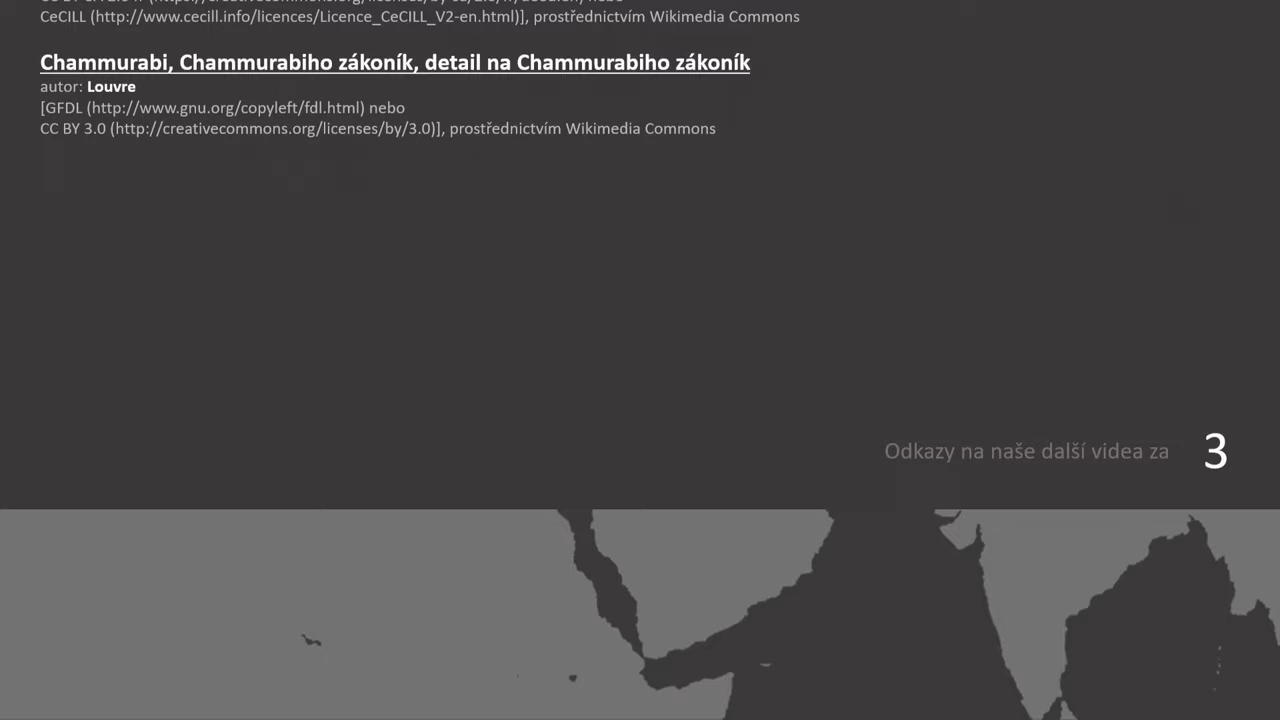 CeCILL (http://www.cecill.info/licences/Licence_CeCILL_V2-en.html)], prostřednictvím Wikimedia Commons
Chammurabi, Chammurabiho zákoník, detail na Chammurabiho zákoník
autor: Louvre
[GFDL (http://www.gnu.org/copyleft/fdl.html) nebo
CC BY 3.0 (http://creativecommons.org/licenses/by/3.0)], prostřednictvím Wikimedia Commons
Odkazy na naše další videa za 3